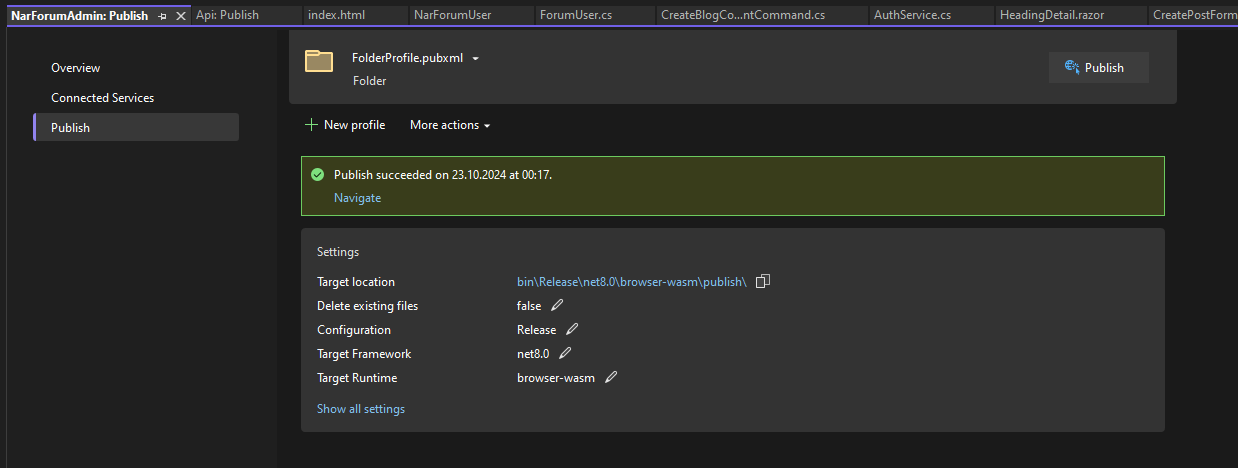 NarForumAdmin: Publish
Api: Publish
index.html
NarForumUser
ForumUser.cs
CreateBlogCo...ntCommand.cs
AuthService.cs
HeadingDetail.razor
CreatePostForm
Overview
Connected Services
Publish
FolderProfile.pubxml
Folder
Publish
New profile
More actions
Publish succeeded on 23.10.2024 at 00:17.
Navigate
Settings
Target location bin\Release\net8.0\browser-wasm\publish\
Delete existing files false
Configuration Release
Target Framework net8.0
Target Runtime browser-wasm
Show all settings